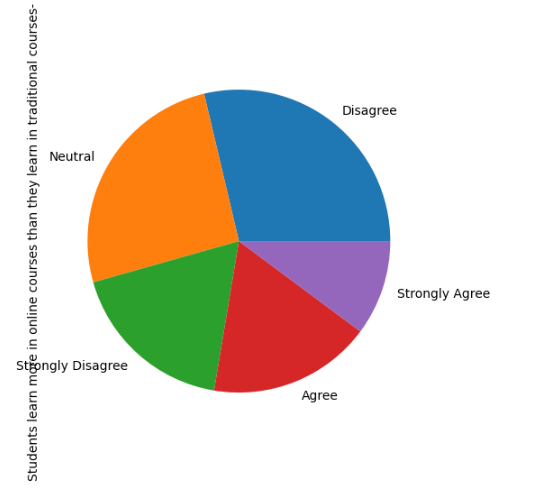 Students learn more in online courses than they learn in traditional courses-
Disagree
Neutral
Strongly Disagree
Agree
Strongly Agree